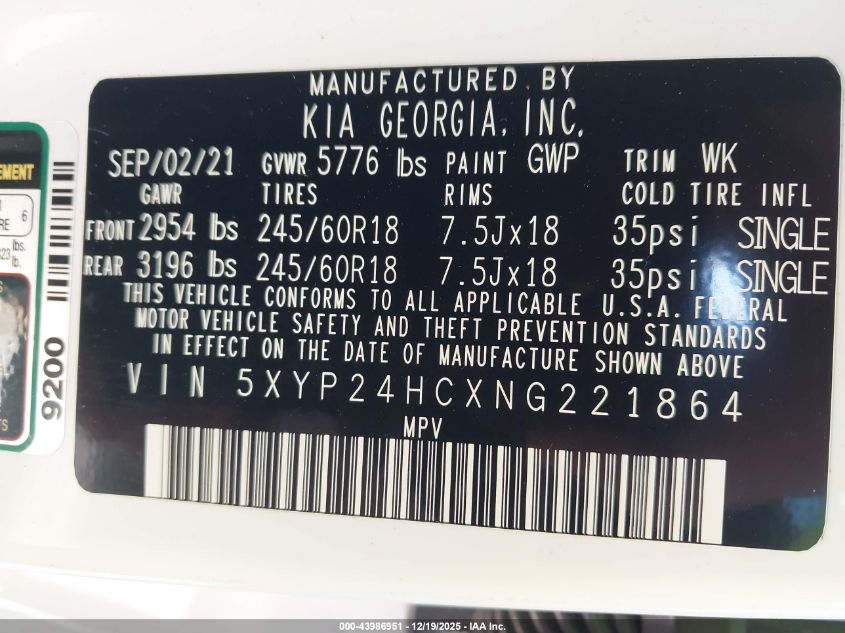 MANUFACTURED BY
KIA GEORGIA, INC.
SEP/02/21 GVWR 5776 lbs PAINT GWP TRIM WK
GAWR TIRES RIMS COLD TIRE INFL
FRONT 2954 lbs 245/60R18 7.5Jx18 35psi SINGLE
REAR 3196 lbs 245/60R18 7.5Jx18 35psi SINGLE
THIS VEHICLE CONFORMS TO ALL APPLICABLE U.S.A. FEDERAL
MOTOR VEHICLE SAFETY AND THEFT PREVENTION STANDARDS
IN EFFECT ON THE DATE OF MANUFACTURE SHOWN ABOVE
VIN 5XYP24HCXNG221864
MPV
9200
6
lbs.
000-43986951 - 12/19/2025 - IAA Inc.